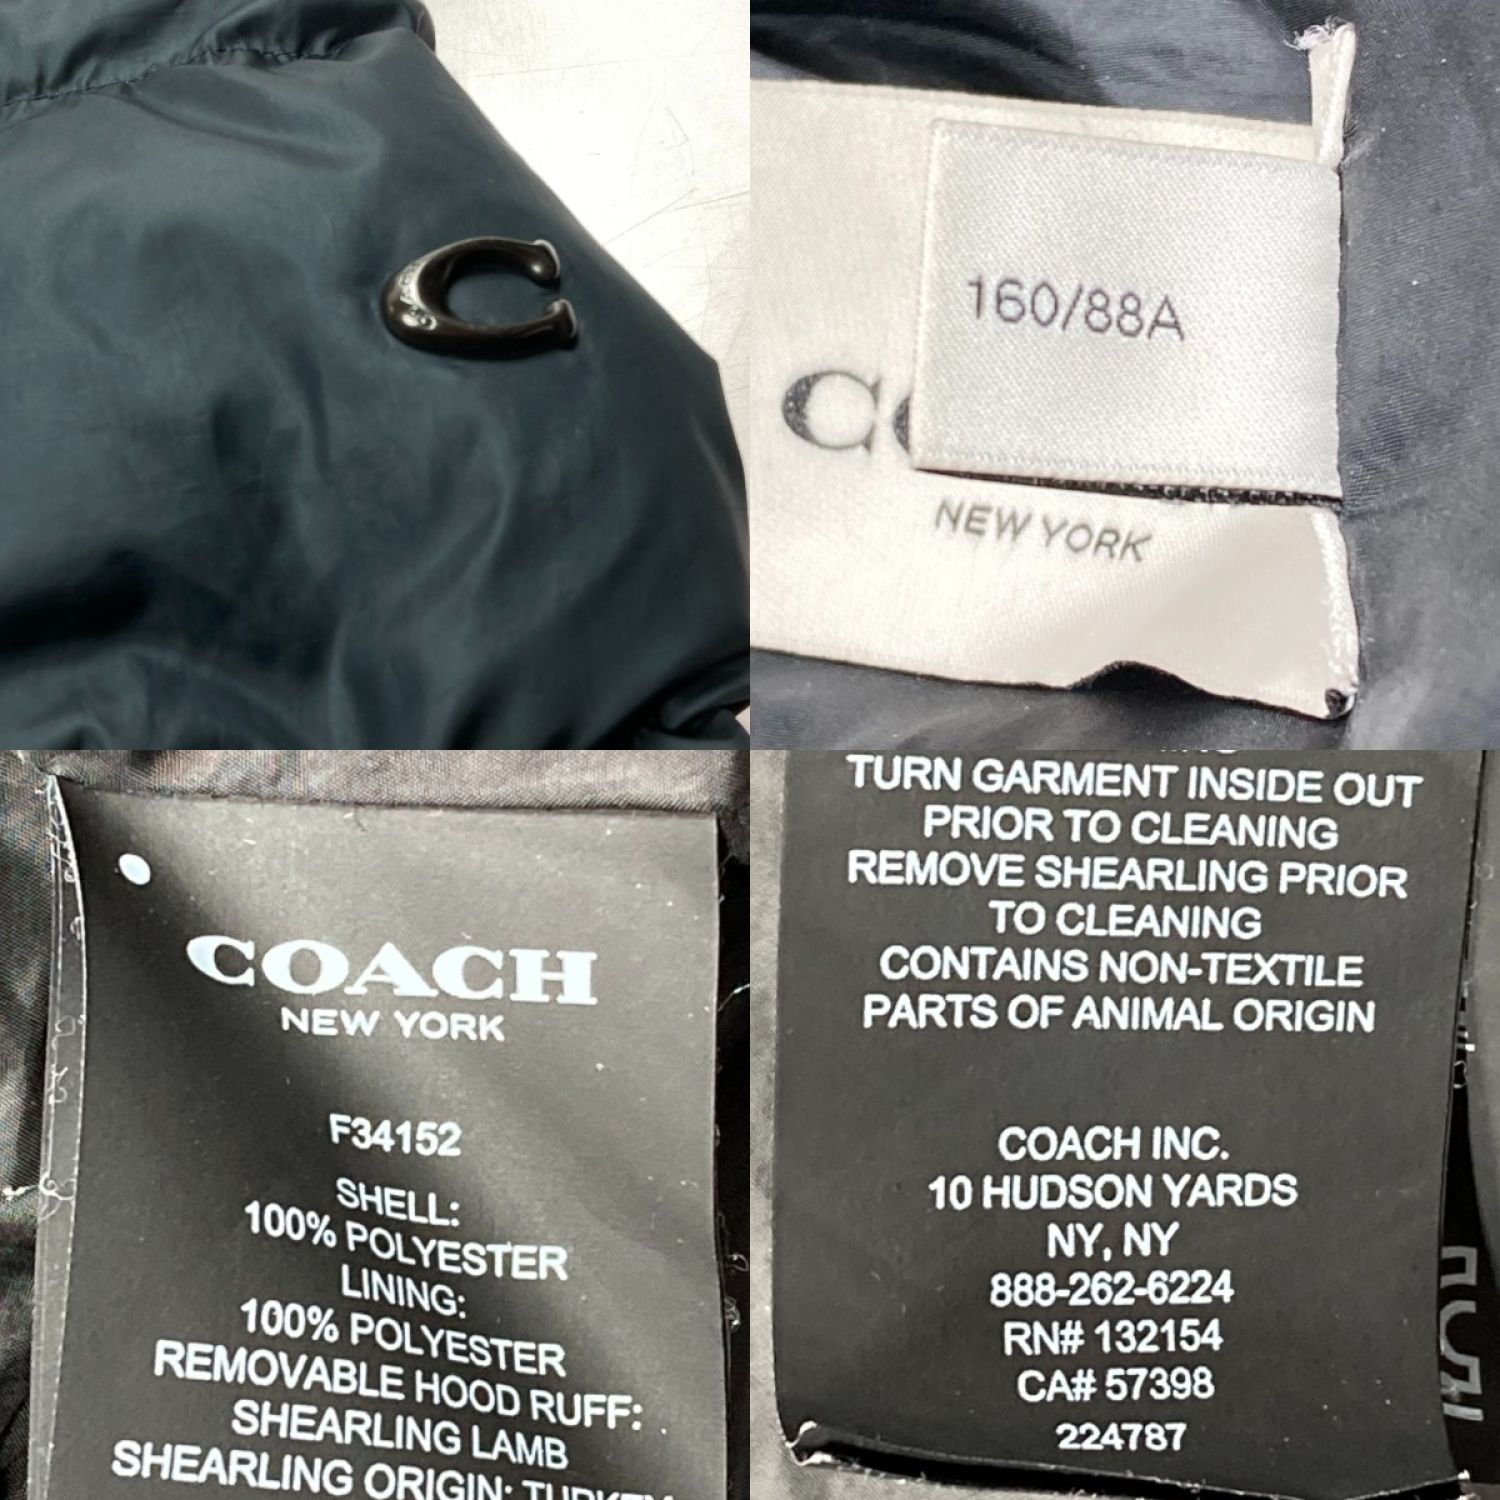 160/88A
NEW YORK
COACH
NEW YORK
F34152
SHELL:
100% POLYESTER
LINING:
100% POLYESTER
REMOVABLE HOOD RUFF:
SHEARLING LAMB
SHEARLING ORIGIN: TURKEY
TURN GARMENT INSIDE OUT
PRIOR TO CLEANING
REMOVE SHEARLING PRIOR
TO CLEANING
CONTAINS NON-TEXTILE
PARTS OF ANIMAL ORIGIN
COACH INC.
10 HUDSON YARDS
NY, NY
888-262-6224
RN# 132154
CA# 57398
224787